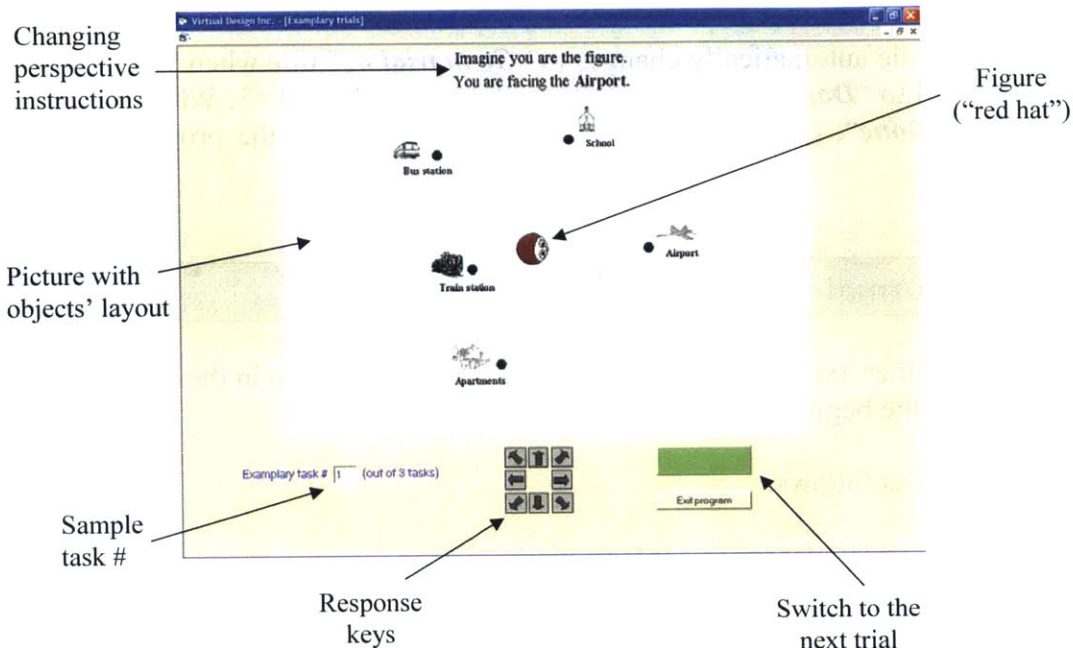 Virtual Design Inc. - [Examplary trials]
Changing
perspective
instructions
Imagine you are the figure.
You are facing the Airport.
Figure
("red hat")
School
Bus station
Airport
Train station
Picture with
objects' layout
Apartments
Examplary task # 1 (out of 3 tasks)
Exit program
Sample
task #
Response
keys
Switch to the
next trial